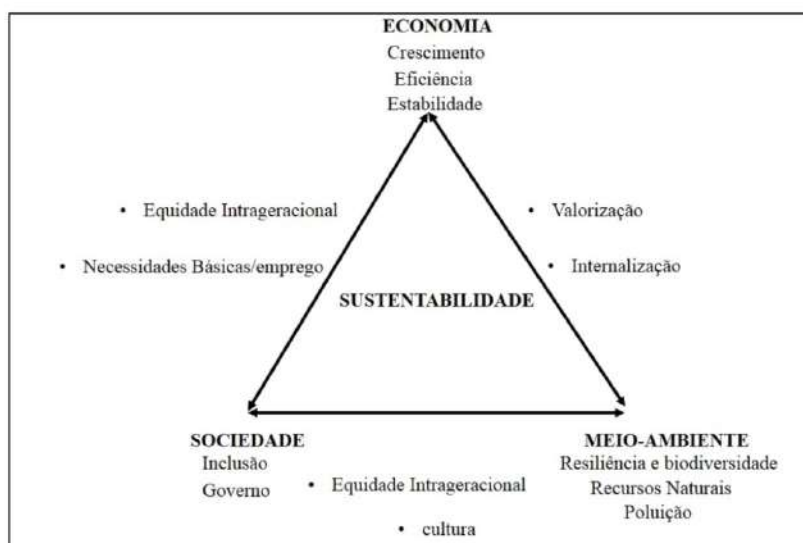 ECONOMIA
Crescimento
Eficiência
Estabilidade
• Equidade Intrageracional
• Valorização
• Necessidades Básicas/emprego
• Internalização
SUSTENTABILIDADE
SOCIEDADE
Inclusão
Governo
MEIO-AMBIENTE
Resiliência e biodiversidade
Recursos Naturais
Poluição
• Equidade Intrageracional
• cultura